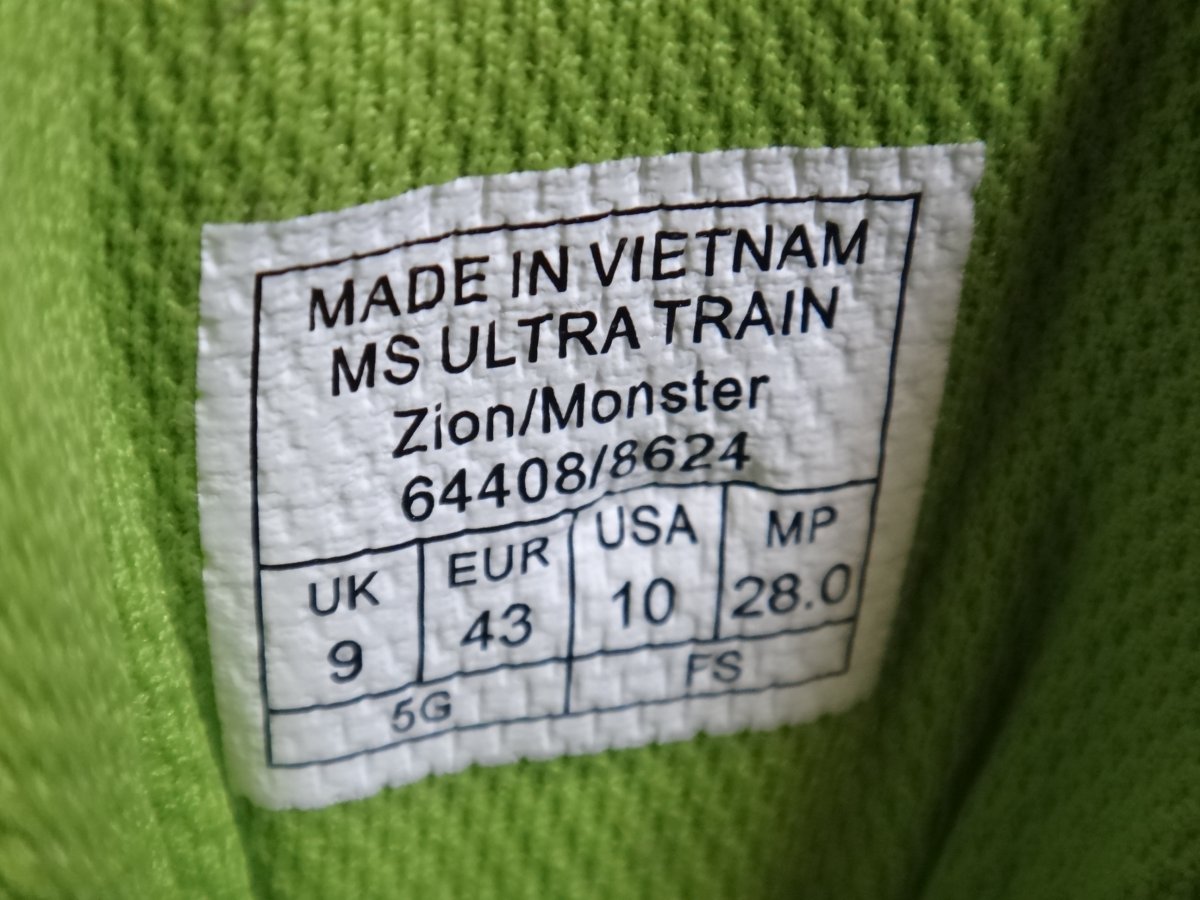 MADE IN VIETNAM
MS ULTRA TRAIN
Zion/Monster
64408/8624
UK EUR USA MP
9 43 10 28.0
5G FS